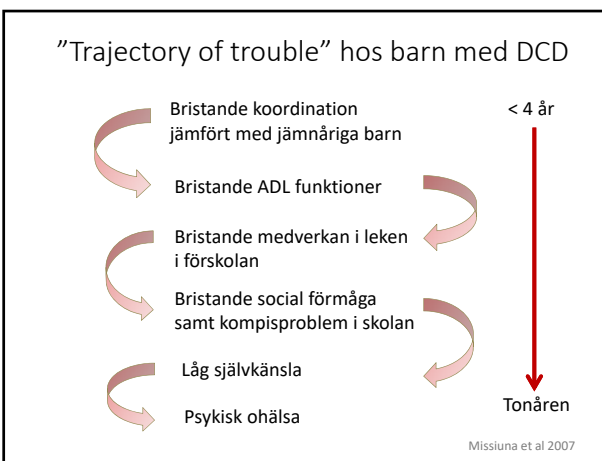 ”Trajectory of trouble” hos barn med DCD
Bristande koordination
jämfört med jämnåriga barn
< 4 år
Bristande ADL funktioner
Bristande medverkan i leken
i förskolan
Bristande social förmåga
samt kompisproblem i skolan
Låg självkänsla
Psykisk ohälsa
Tonåren
Missiuna et al 2007